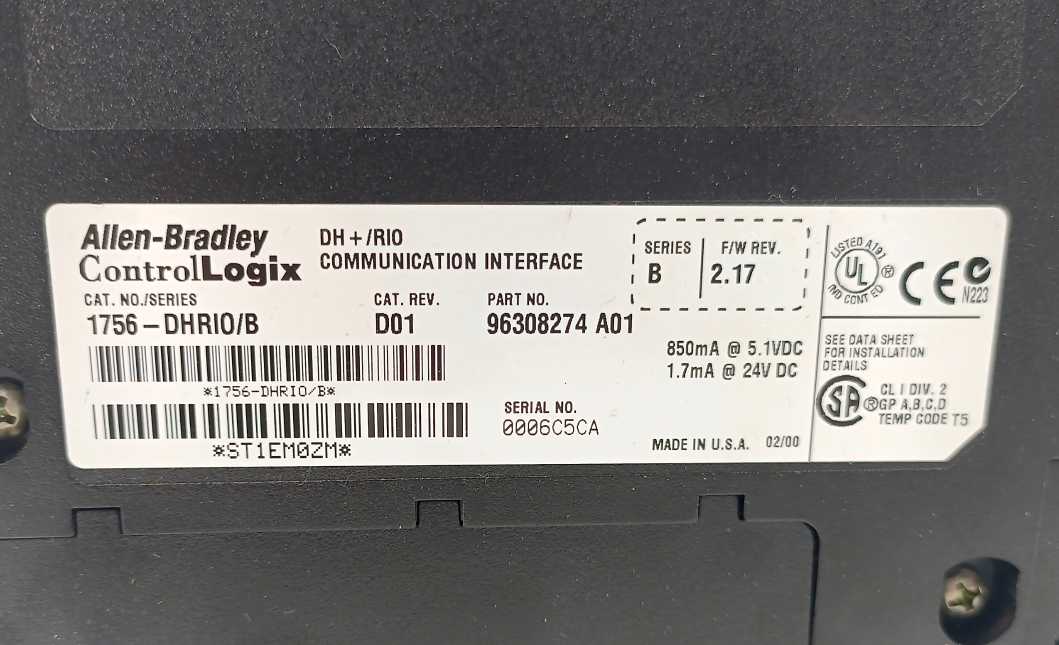 Allen-Bradley
ControlLogix
DH+/RIO
COMMUNICATION INTERFACE
SERIES
B
F/W REV.
2.17
CAT. NO./SERIES
1756-DHRIO/B
CAT. REV.
D01
PART NO.
96308274 A01
*1756-DHRIO/B*
850mA @ 5.1VDC
1.7mA @ 24V DC
*ST1EM0ZM*
SERIAL NO.
0006C5CA
MADE IN U.S.A. 02/00
LISTED A197
UL ®
IND CONT EQ
CE
N223
SEE DATA SHEET
FOR INSTALLATION
DETAILS
SA ®
CL I DIV. 2
GP A,B,C,D
TEMP CODE T5